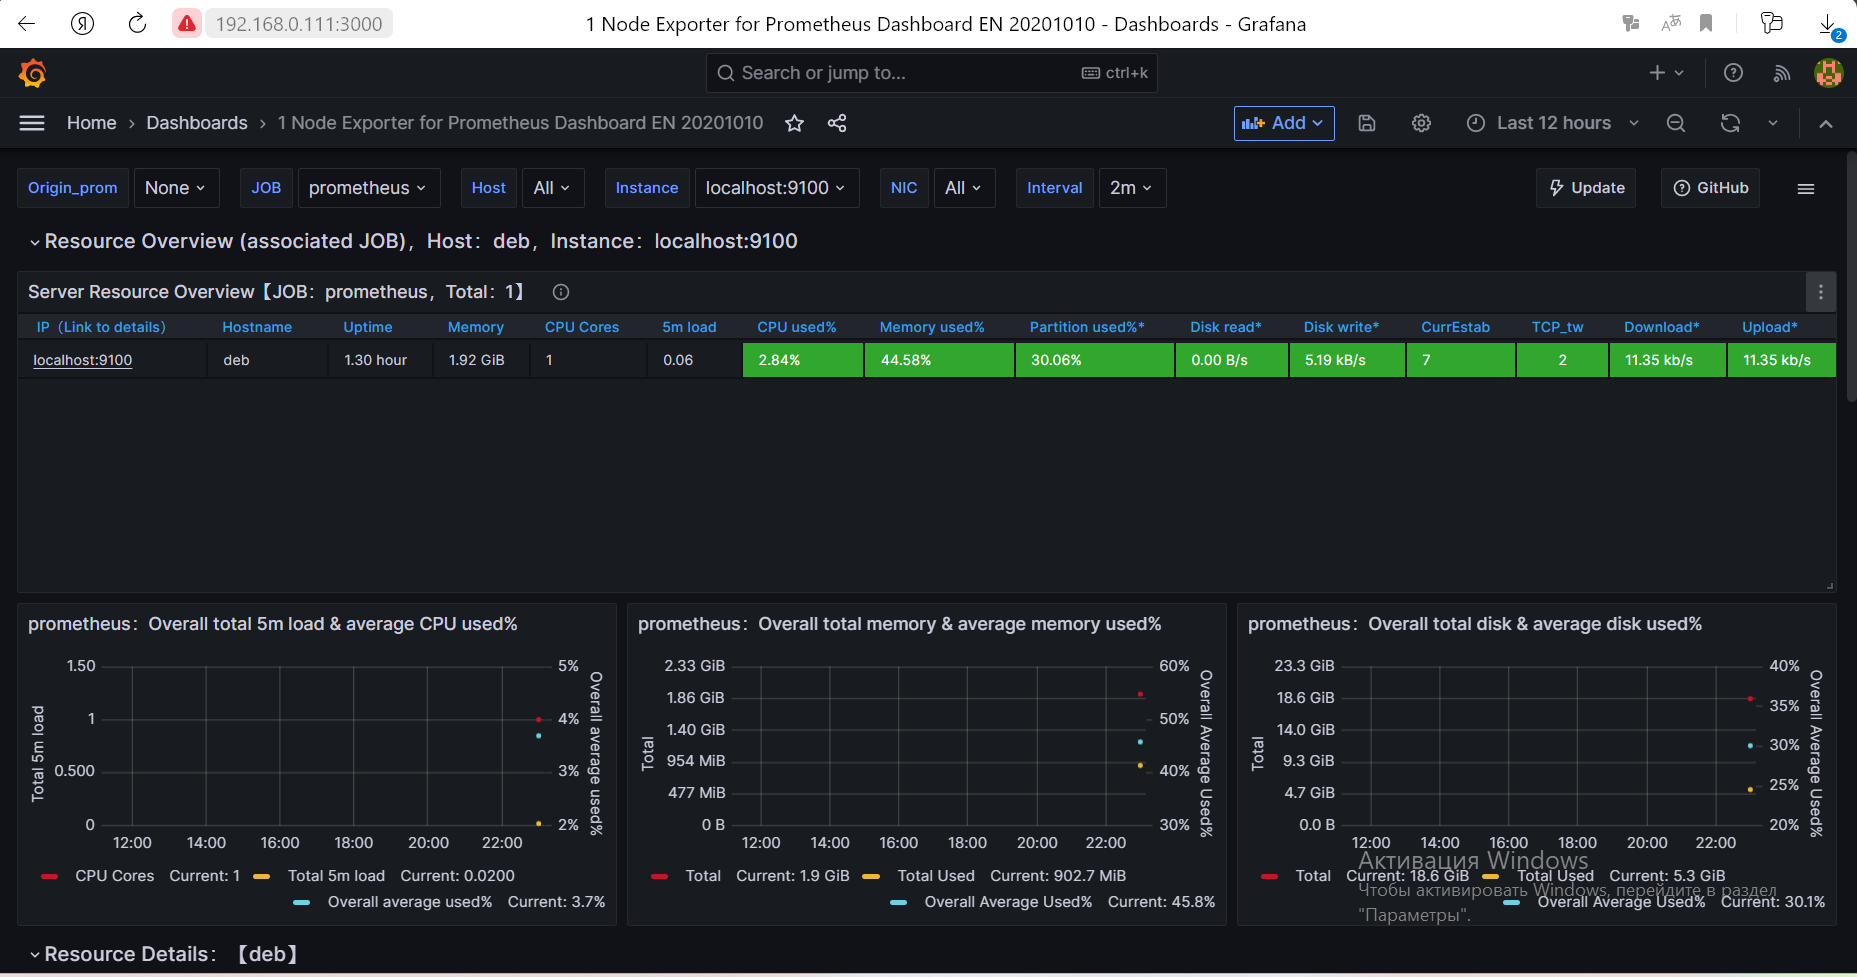 192.168.0.111:3000
1 Node Exporter for Prometheus Dashboard EN 20201010 - Dashboards - Grafana
2
Search or jump to...
ctrl+k
Home › Dashboards › 1 Node Exporter for Prometheus Dashboard EN 20201010
Add
Last 12 hours
Origin_prom None JOB prometheus Host All Instance localhost:9100 NIC All Interval 2m
Update
GitHub
Resource Overview (associated JOB)，Host：deb，Instance：localhost:9100
Server Resource Overview【JOB：prometheus，Total：1】
IP（Link to details） Hostname Uptime Memory CPU Cores 5m load CPU used% Memory used% Partition used%* Disk read* Disk write* CurrEstab TCP_tw Download* Upload*
localhost:9100 deb 1.30 hour 1.92 GiB 1 0.06 2.84% 44.58% 30.06% 0.00 B/s 5.19 kB/s 7 2 11.35 kb/s 11.35 kb/s
prometheus：Overall total 5m load & average CPU used%
Total 5m load
1.50
1
0.500
0
5%
4%
3%
2%
Overall average used%
12:00 14:00 16:00 18:00 20:00 22:00
CPU Cores Current: 1
Total 5m load Current: 0.0200
Overall average used% Current: 3.7%
prometheus：Overall total memory & average memory used%
Total
2.33 GiB
1.86 GiB
1.40 GiB
954 MiB
477 MiB
0 B
60%
50%
40%
30%
Overall Average Used%
12:00 14:00 16:00 18:00 20:00 22:00
Total Current: 1.9 GiB
Total Used Current: 902.7 MiB
Overall Average Used% Current: 45.8%
prometheus：Overall total disk & average disk used%
Total
23.3 GiB
18.6 GiB
14.0 GiB
9.3 GiB
4.7 GiB
0.0 B
40%
35%
30%
25%
20%
Overall Average Used%
12:00 14:00 16:00 18:00 20:00 22:00
Total Current: 18.6 GiB
Total Used Current: 5.3 GiB
Overall Average Used% Current: 30.1%
Активация Windows
Чтобы активировать Windows, перейдите в раздел
"Параметры".
Resource Details：【deb】